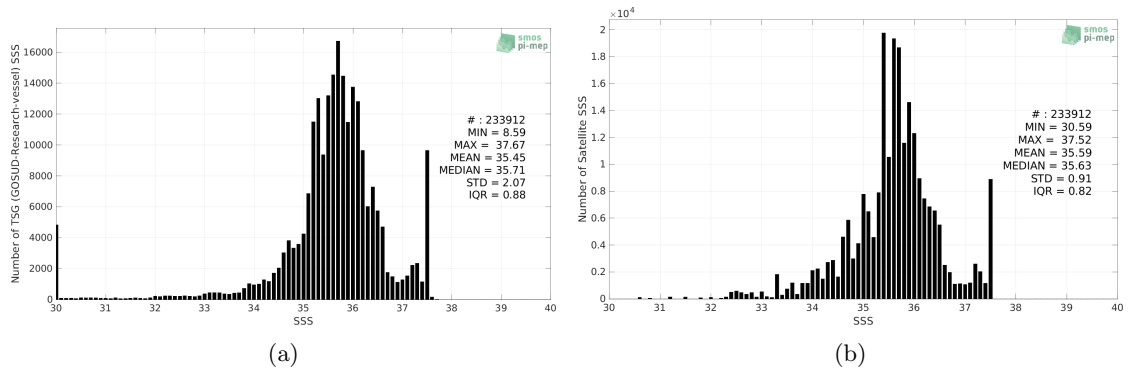 smos
pi-mep
Number of TSG (GOSUD-Research-vessel) SSS
16000
14000
12000
10000
8000
6000
4000
2000
0
# : 233912
MIN = 8.59
MAX = 37.67
MEAN = 35.45
MEDIAN = 35.71
STD = 2.07
IQR = 0.88
30 31 32 33 34 35 36 37 38 39 40
SSS
(a)
×10⁴
smos
pi-mep
Number of Satellite SSS
2
1.8
1.6
1.4
1.2
1
0.8
0.6
0.4
0.2
0
# : 233912
MIN = 30.59
MAX = 37.52
MEAN = 35.59
MEDIAN = 35.63
STD = 0.91
IQR = 0.82
30 31 32 33 34 35 36 37 38 39 40
SSS
(b)